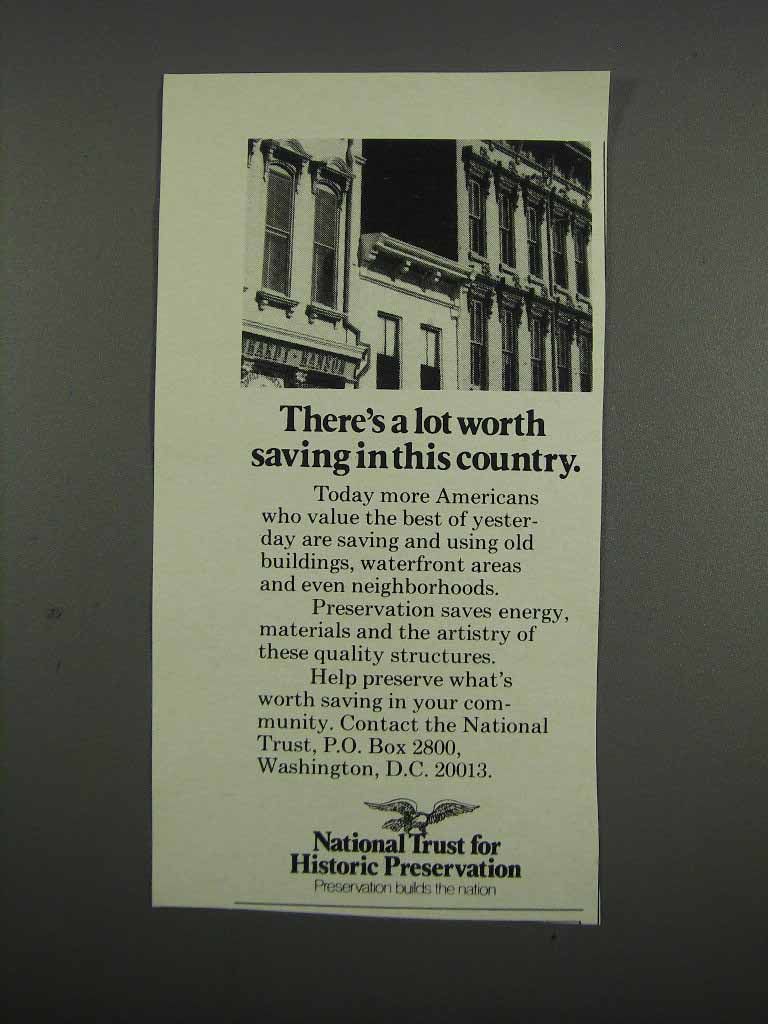 There's a lot worth
saving in this country.
Today more Americans
who value the best of yester-
day are saving and using old
buildings, waterfront areas
and even neighborhoods.
Preservation saves energy,
materials and the artistry of
these quality structures.
Help preserve what's
worth saving in your com-
munity. Contact the National
Trust, P.O. Box 2800,
Washington, D.C. 20013.
National Trust for
Historic Preservation
Preservation builds the nation